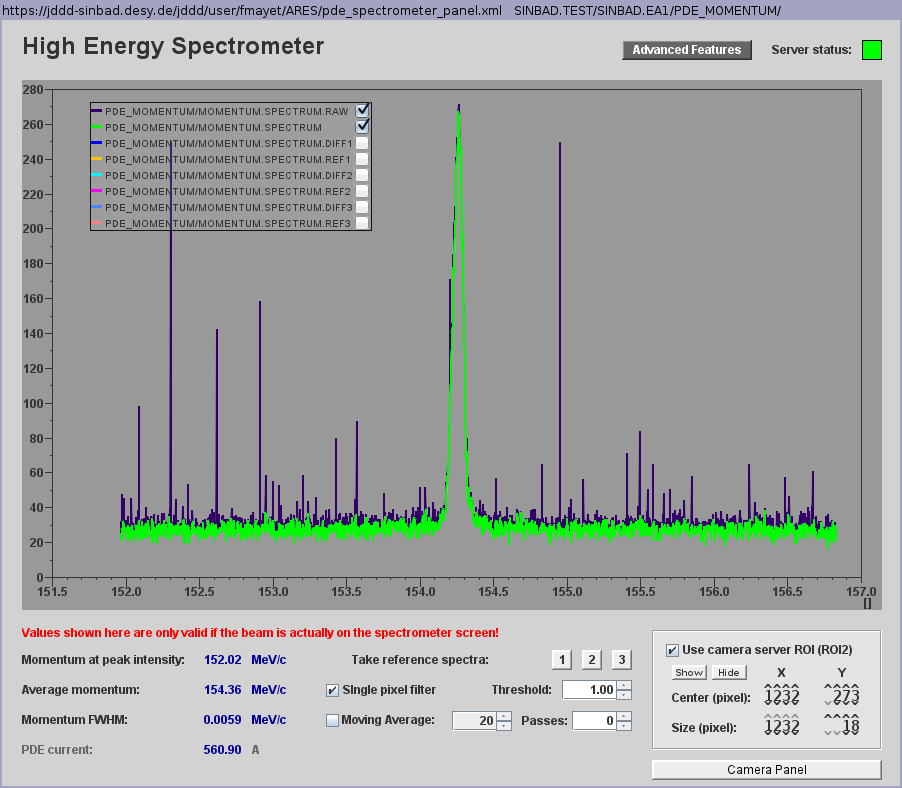 https://jddd-sinbad.desy.de/jddd/user/fmayet/ARES/pde_spectrometer_panel.xml SINBAD.TEST/SINBAD.EA1/PDE_MOMENTUM/
High Energy Spectrometer
Advanced Features
Server status:
280
260
240
220
200
180
160
140
120
100
80
60
40
20
0
PDE_MOMENTUM/MOMENTUM.SPECTRUM.RAW
PDE_MOMENTUM/MOMENTUM.SPECTRUM
PDE_MOMENTUM/MOMENTUM.SPECTRUM.DIFF1
PDE_MOMENTUM/MOMENTUM.SPECTRUM.REF1
PDE_MOMENTUM/MOMENTUM.SPECTRUM.DIFF2
PDE_MOMENTUM/MOMENTUM.SPECTRUM.REF2
PDE_MOMENTUM/MOMENTUM.SPECTRUM.DIFF3
PDE_MOMENTUM/MOMENTUM.SPECTRUM.REF3
151.5 152.0 152.5 153.0 153.5 154.0 154.5 155.0 155.5 156.0 156.5 157.0
[]
Values shown here are only valid if the beam is actually on the spectrometer screen!
Momentum at peak intensity: 152.02 MeV/c
Average momentum: 154.36 MeV/c
Momentum FWHM: 0.0059 MeV/c
PDE current: 560.90 A
Take reference spectra: 1 2 3
SIngle pixel filter Threshold: 1.00
Moving Average: 20 Passes: 0
Use camera server ROI (ROI2)
Show Hide X Y
Center (pixel): 1232 273
Size (pixel): 1232 18
Camera Panel